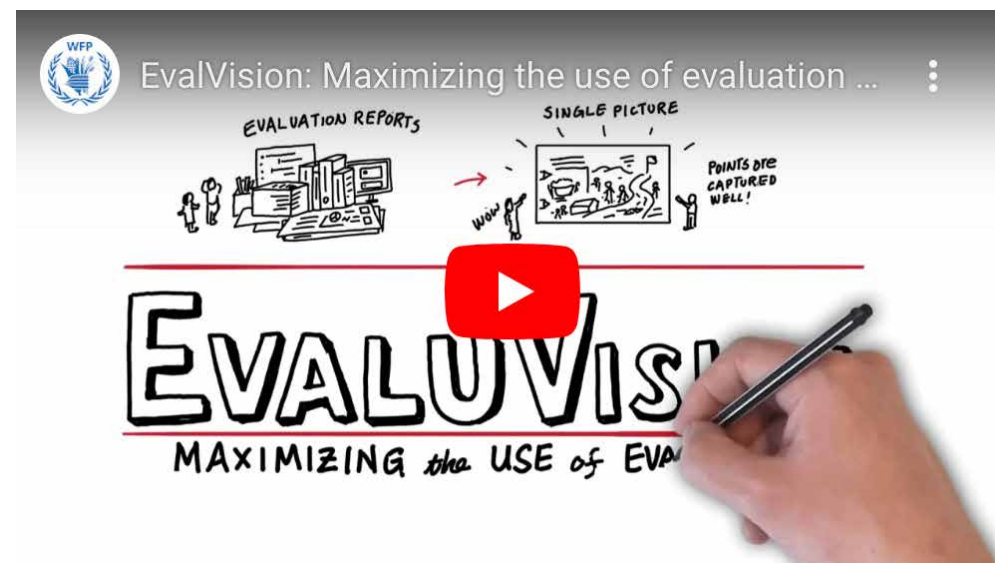 WFP
EvalVision: Maximizing the use of evaluation ...
EVALUATION REPORTS
SINGLE PICTURE
WOW
POINTS are
CAPTURED
WELL!
EVALUVISI
MAXIMIZING the USE of EVA